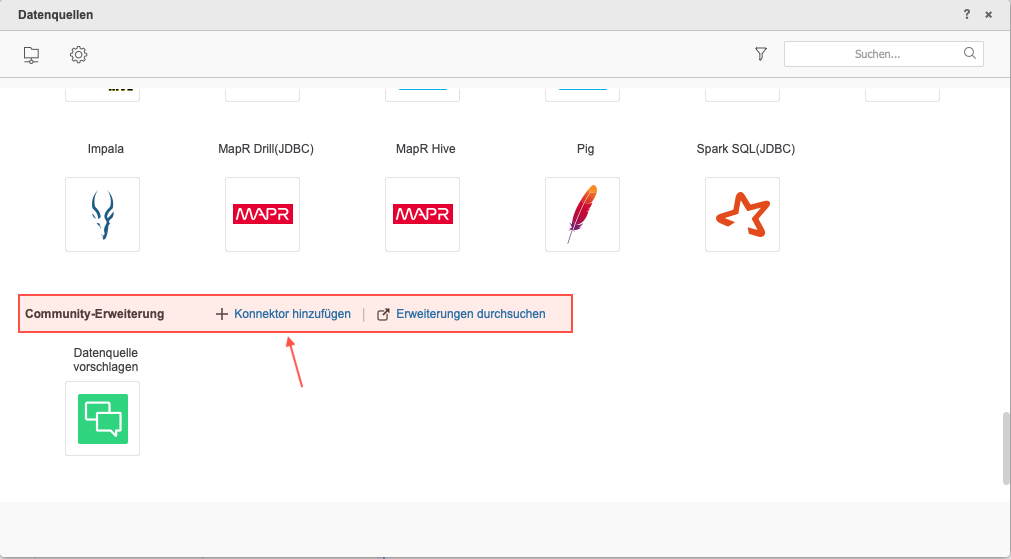 Datenquellen
?
Suchen...
Impala
MapR Drill(JDBC)
MapR Hive
Pig
Spark SQL(JDBC)
MAPR
MAPR
Community-Erweiterung
Konnektor hinzufügen
Erweiterungen durchsuchen
Datenquelle
vorschlagen